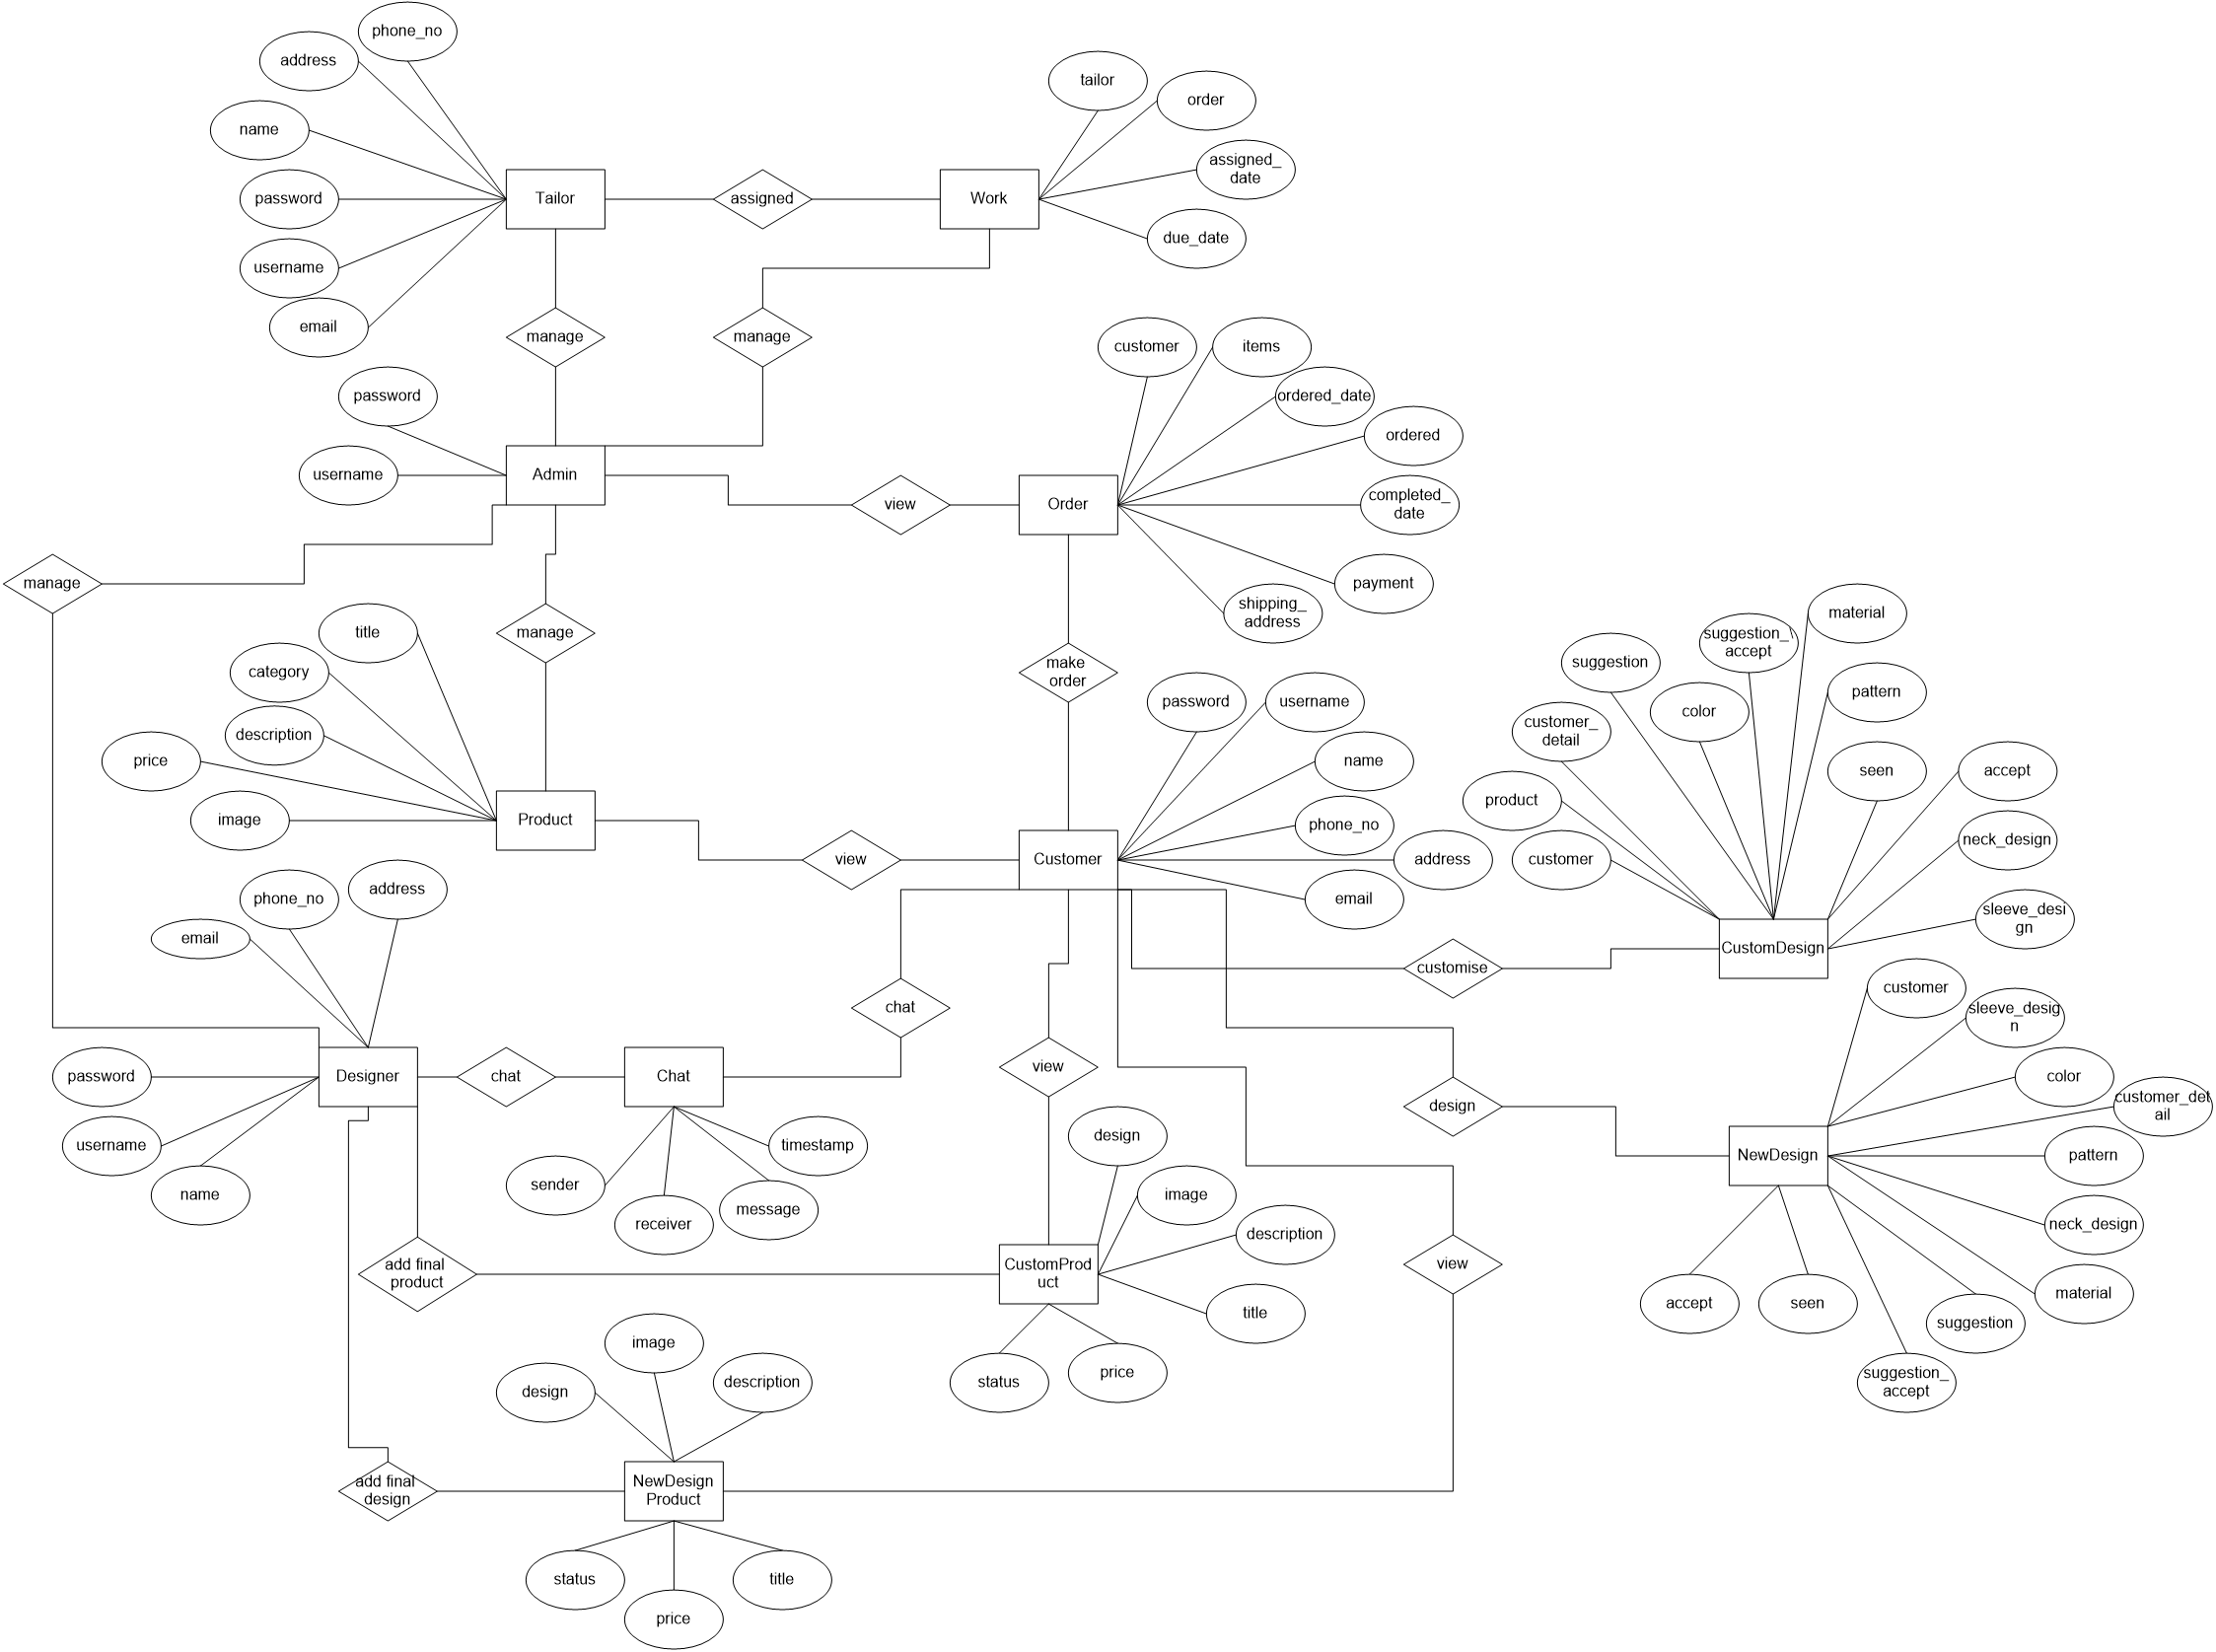 phone_no
address
name
password
username
email
Tailor
assigned
Work
tailor
order
assigned_
date
due_date
manage
manage
password
username
Admin
view
Order
customer
items
ordered_date
ordered
completed_
date
payment
shipping_
address
manage
manage
make
order
title
category
description
price
image
Product
view
Customer
password
username
name
phone_no
address
email
material
suggestion_\
accept
suggestion
color
pattern
customer_
detail
seen
accept
product
customer
neck_design
sleeve_desi
gn
CustomDesign
customise
address
phone_no
email
password
username
name
Designer
chat
Chat
chat
sender
receiver
message
timestamp
view
design
customer
sleeve_desig
n
color
customer_det
ail
pattern
neck_design
material
suggestion
suggestion_
accept
seen
accept
NewDesign
add final
product
CustomProd
uct
design
image
description
title
price
status
view
image
design
description
add final
design
NewDesign
Product
status
price
title